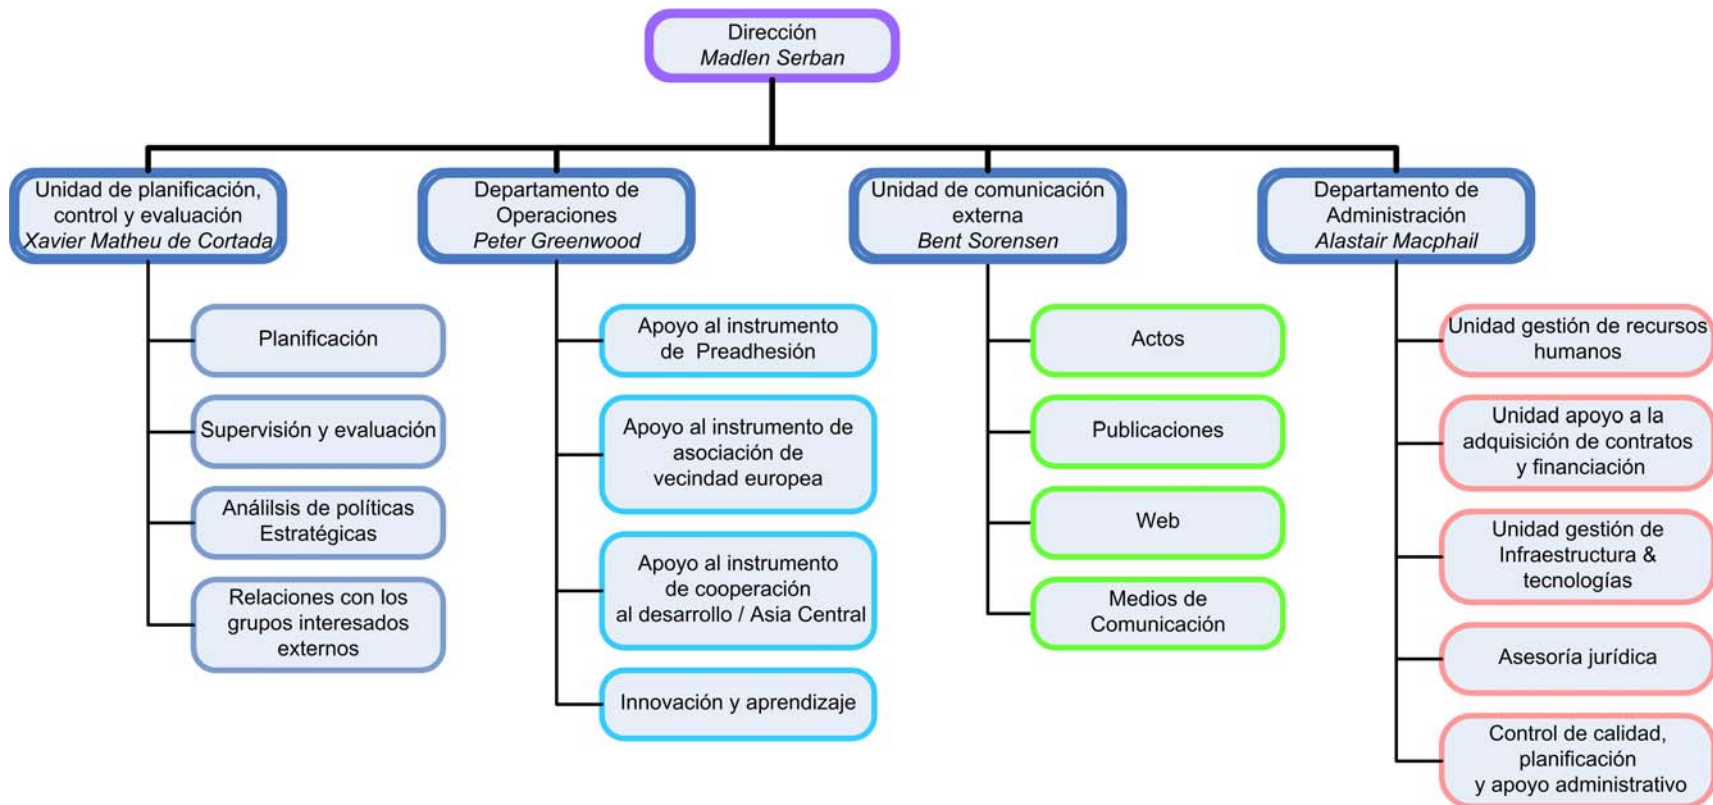 Dirección
Madlen Serban
Unidad de planificación,
control y evaluación
Xavier Matheu de Cortada
Departamento de
Operaciones
Peter Greenwood
Unidad de comunicación
externa
Bent Sorensen
Departamento de
Administración
Alastair Macphail
Planificación
Supervisión y evaluación
Análilsis de políticas
Estratégicas
Relaciones con los
grupos interesados
externos
Apoyo al instrumento
de Preadhesión
Apoyo al instrumento de
asociación de
vecindad europea
Apoyo al instrumento
de cooperación
al desarrollo / Asia Central
Innovación y aprendizaje
Actos
Publicaciones
Web
Medios de
Comunicación
Unidad gestión de recursos
humanos
Unidad apoyo a la
adquisición de contratos
y financiación
Unidad gestión de
Infraestructura &
tecnologías
Asesoría jurídica
Control de calidad,
planificación
y apoyo administrativo